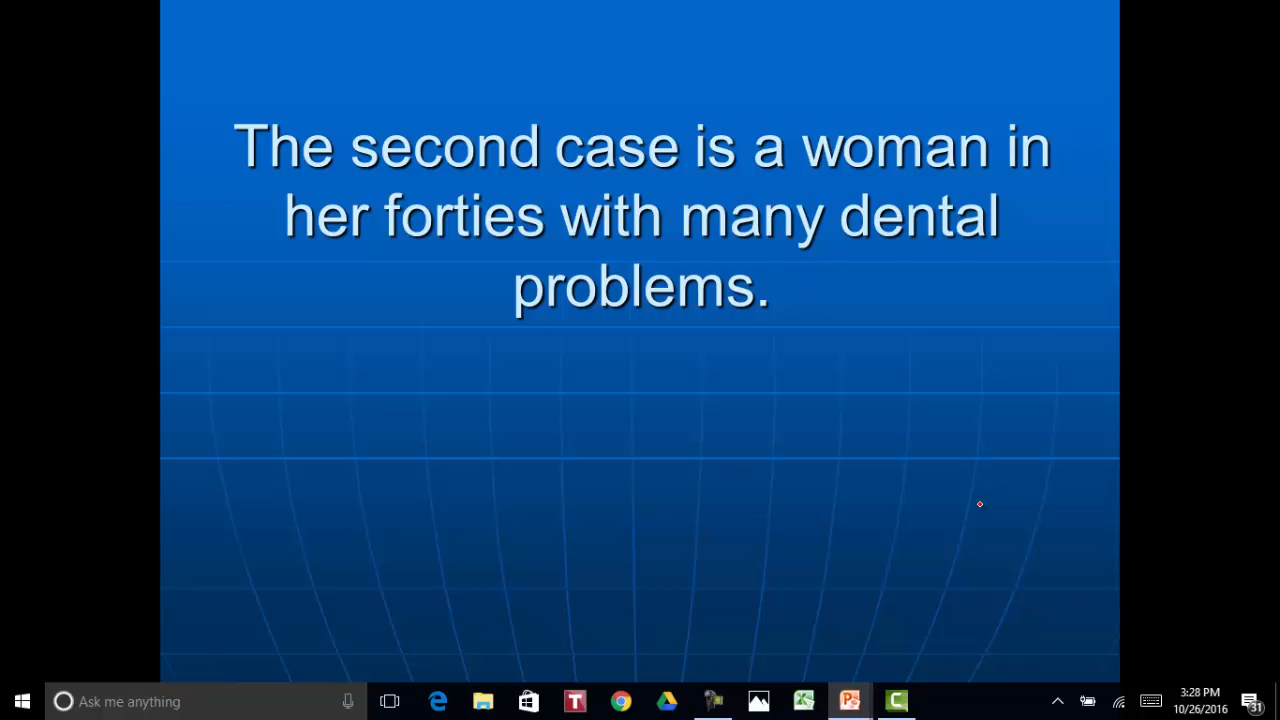 The second case is a woman in
her forties with many dental
problems.
Ask me anything
3:28 PM
10/26/2016
31